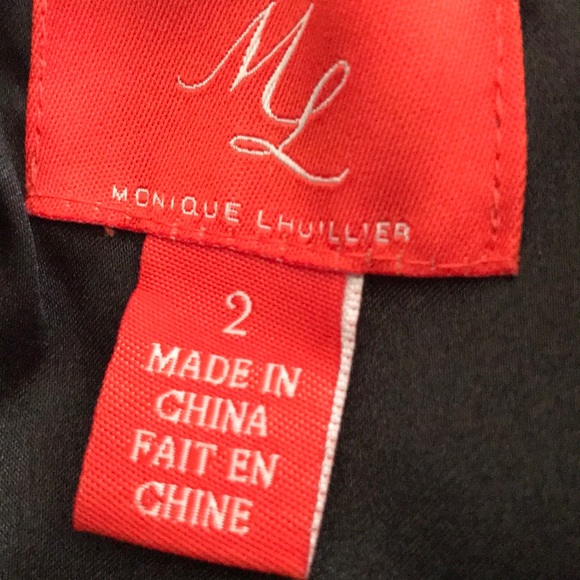 ML
MONIQUE LHUILLIER
2
MADE IN
CHINA
FAIT EN
CHINE